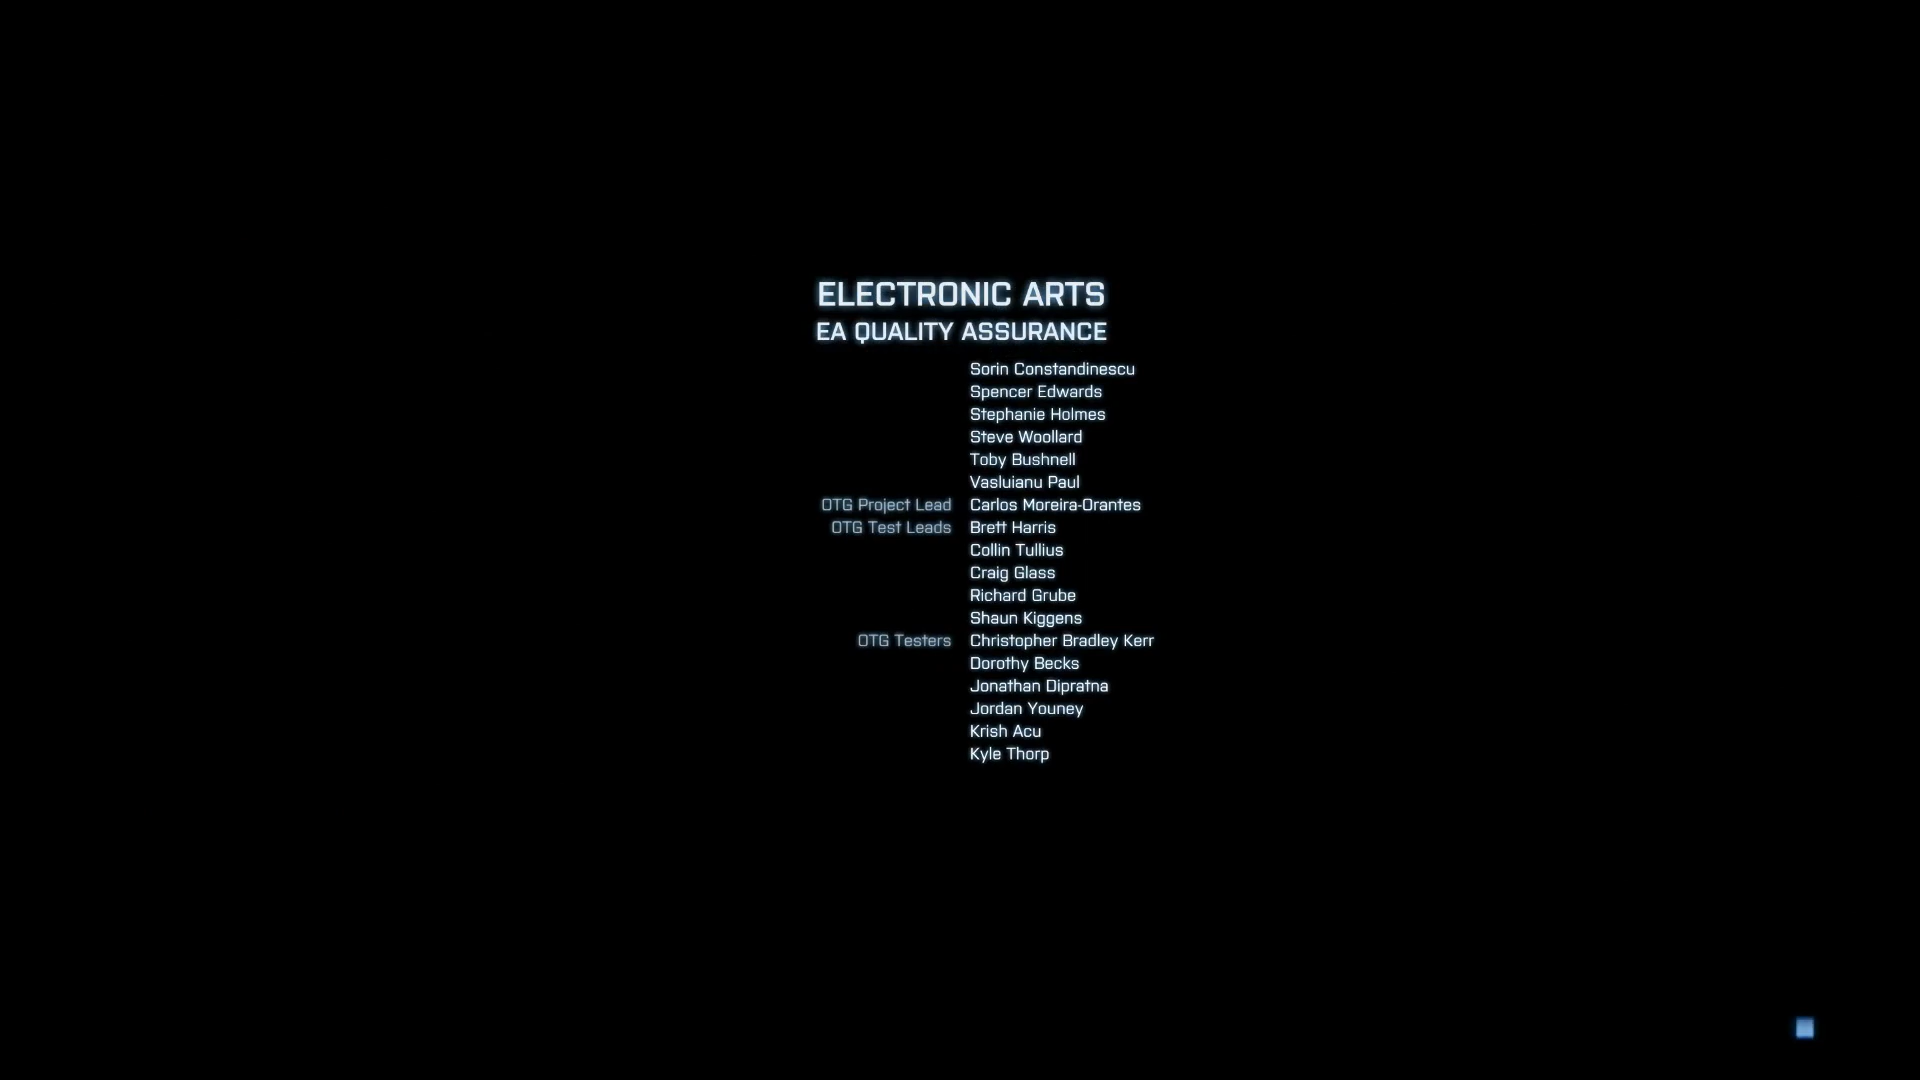 ELECTRONIC ARTS
EA QUALITY ASSURANCE
Sorin Constandinescu
Spencer Edwards
Stephanie Holmes
Steve Woollard
Toby Bushnell
Vasluianu Paul
OTG Project Lead Carlos Moreira-Orantes
OTG Test Leads Brett Harris
Collin Tullius
Craig Glass
Richard Grube
Shaun Kiggens
OTG Testers Christopher Bradley Kerr
Dorothy Becks
Jonathan Dipratna
Jordan Youney
Krish Acu
Kyle Thorp